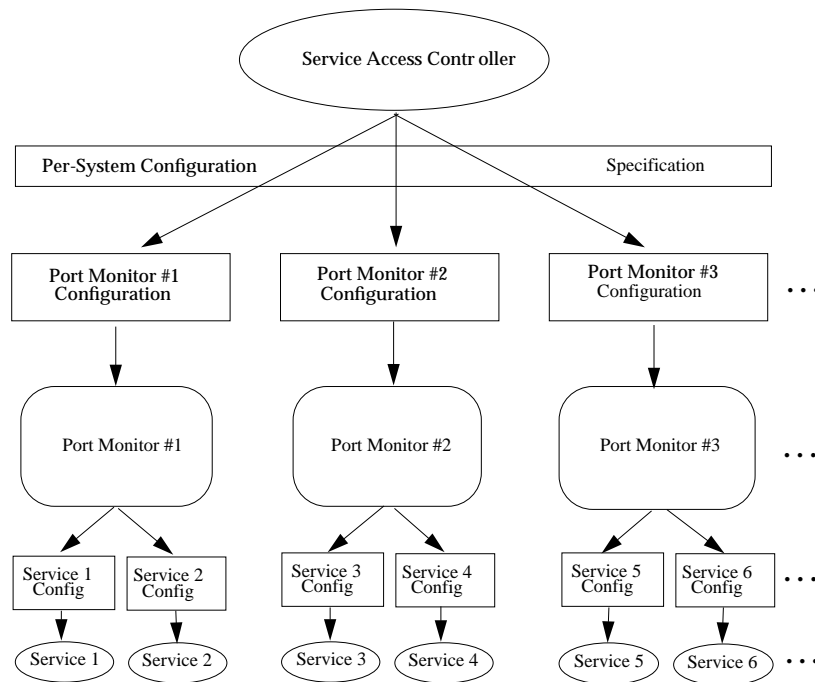 Service Access Controller
Per-System Configuration Specification
Port Monitor #1
Configuration
Port Monitor #2
Configuration
Port Monitor #3
Configuration
...
Port Monitor #1
Port Monitor #2
Port Monitor #3
...
Service 1
Config
Service 2
Config
Service 3
Config
Service 4
Config
Service 5
Config
Service 6
Config
...
Service 1
Service 2
Service 3
Service 4
Service 5
Service 6
...